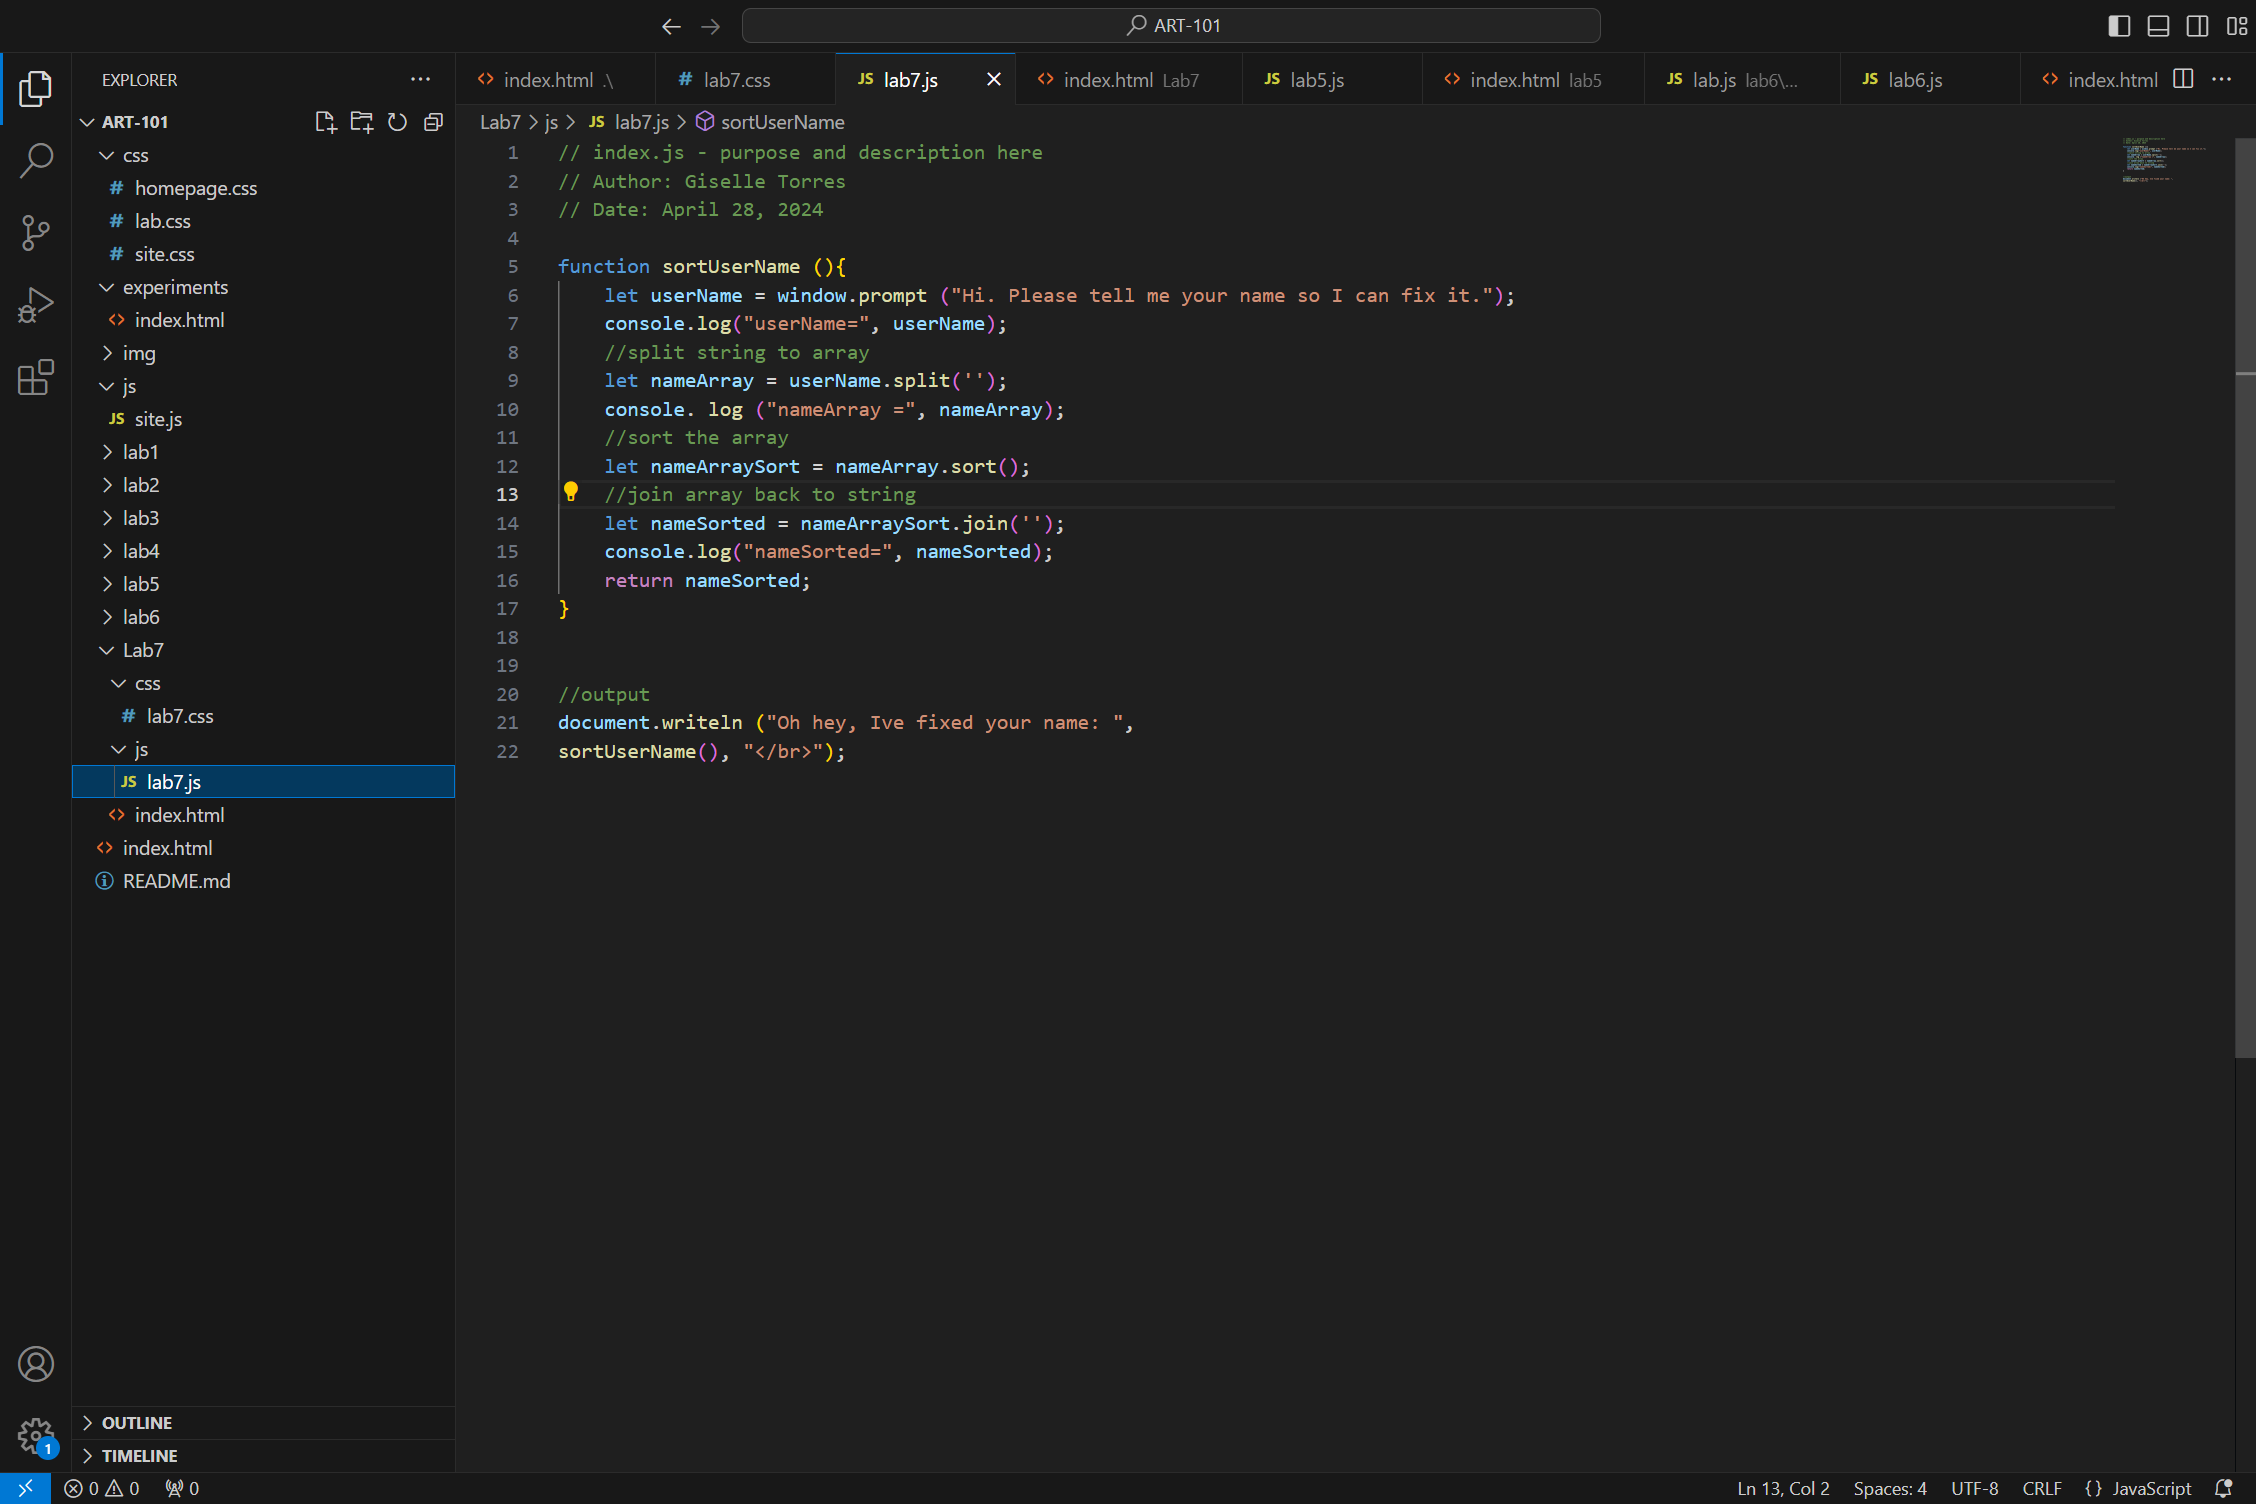 ART-101
EXPLORER
index.html .\
lab7.css
JS lab7.js
index.html Lab7
JS lab5.js
index.html lab5
JS lab.js lab6\...
JS lab6.js
index.html
ART-101
css
# homepage.css
# lab.css
# site.css
experiments
index.html
img
js
JS site.js
lab1
lab2
lab3
lab4
lab5
lab6
Lab7
css
# lab7.css
js
JS lab7.js
index.html
index.html
README.md
OUTLINE
TIMELINE
Lab7 > js > JS lab7.js > sortUserName
1 // index.js - purpose and description here
2 // Author: Giselle Torres
3 // Date: April 28, 2024
4
5 function sortUserName (){
6 let userName = window.prompt ("Hi. Please tell me your name so I can fix it.");
7 console.log("userName=", userName);
8 //split string to array
9 let nameArray = userName.split('');
10 console. log ("nameArray =", nameArray);
11 //sort the array
12 let nameArraySort = nameArray.sort();
13 //join array back to string
14 let nameSorted = nameArraySort.join('');
15 console.log("nameSorted=", nameSorted);
16 return nameSorted;
17 }
18
19
20 //output
21 document.writeln ("Oh hey, Ive fixed your name: ",
22 sortUserName(), "</br>");
1
0 0 0
Ln 13, Col 2 Spaces: 4 UTF-8 CRLF {} JavaScript